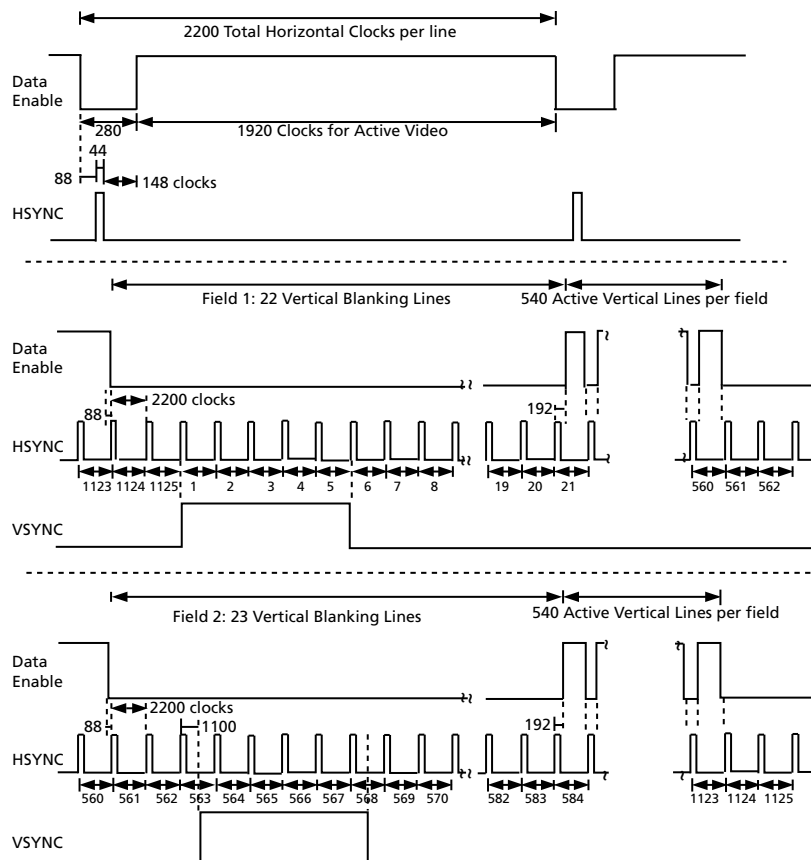 2200 Total Horizontal Clocks per line
Data
Enable
280
1920 Clocks for Active Video
44
88
148 clocks
HSYNC
Field 1: 22 Vertical Blanking Lines
540 Active Vertical Lines per field
Data
Enable
2200 clocks
88
192
HSYNC
1123 1124 1125 1 2 3 4 5 6 7 8 19 20 21 560 561 562
VSYNC
Field 2: 23 Vertical Blanking Lines
540 Active Vertical Lines per field
Data
Enable
2200 clocks
88
1100
192
HSYNC
560 561 562 563 564 565 566 567 568 569 570 582 583 584 1123 1124 1125
VSYNC